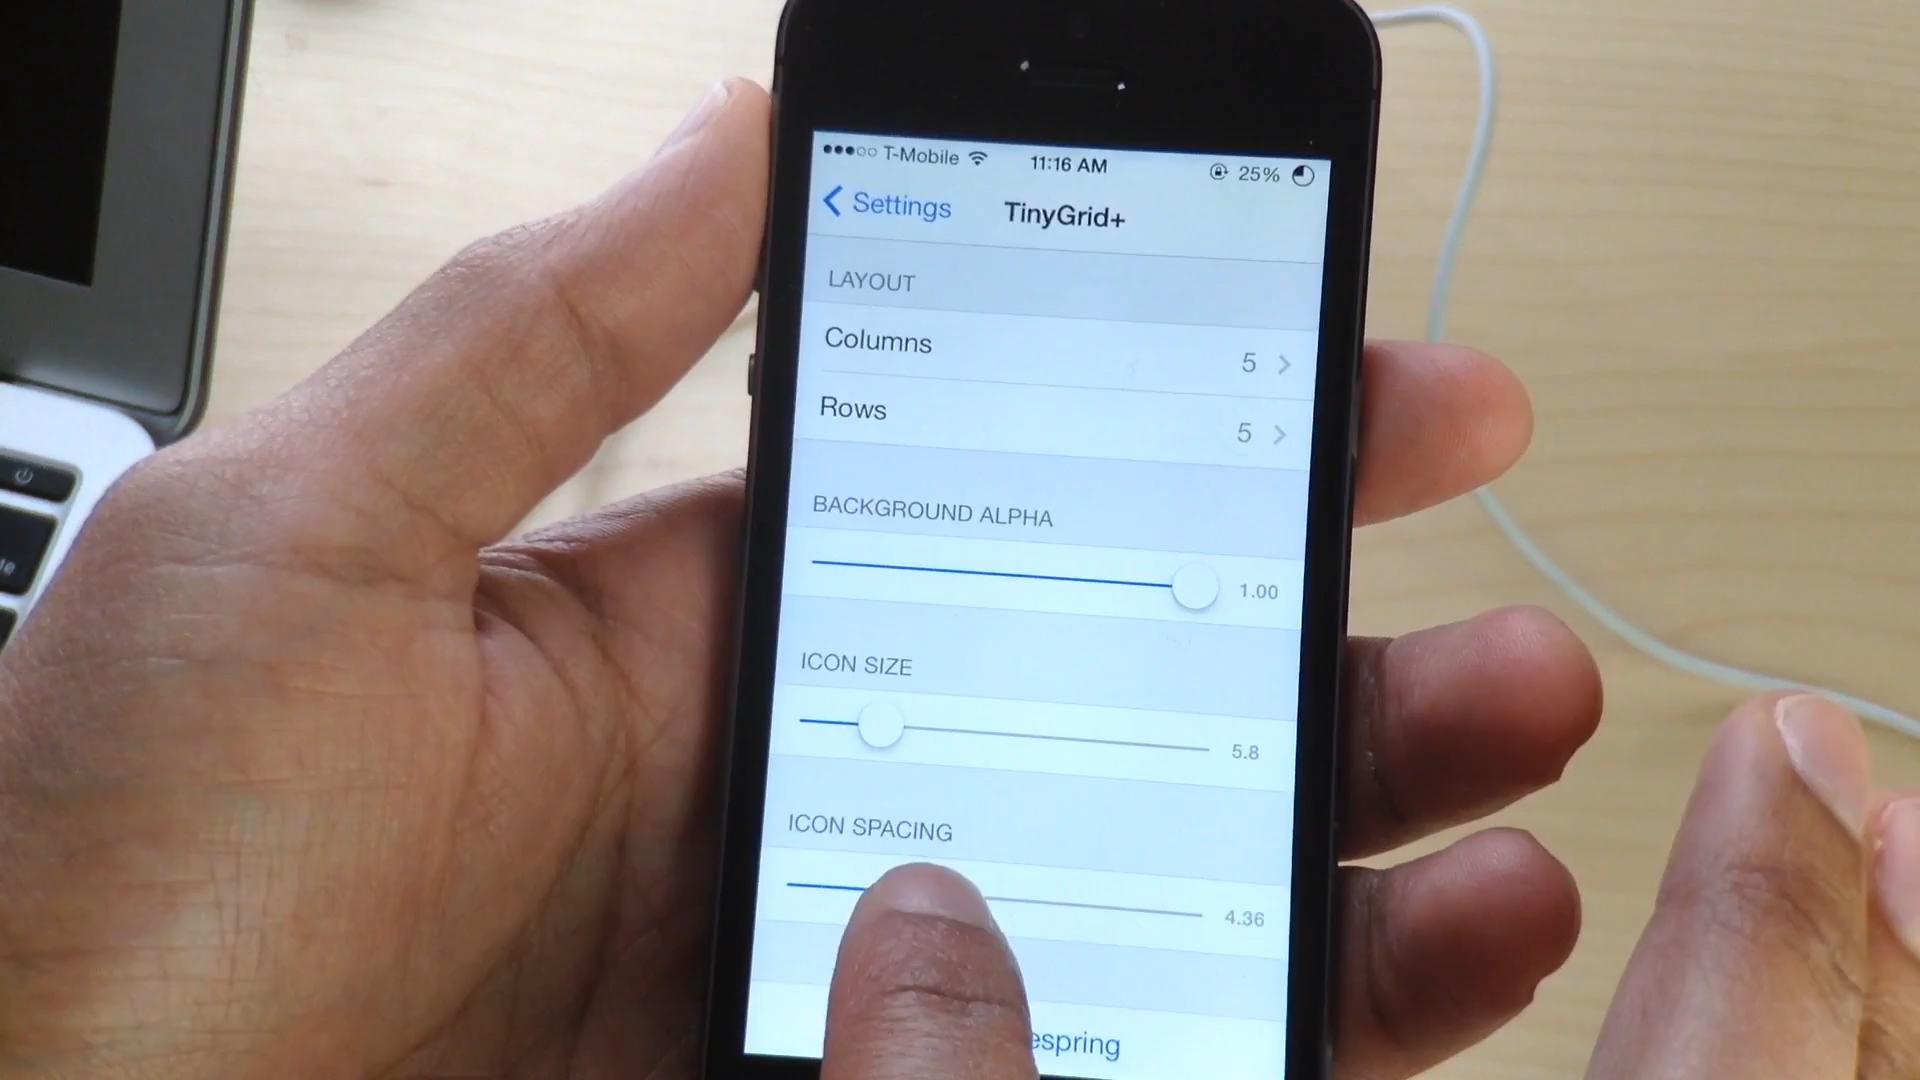 T-Mobile 11:16 AM 25%
Settings TinyGrid+
LAYOUT
Columns 5
Rows 5
BACKGROUND ALPHA
1.00
ICON SIZE
5.8
ICON SPACING
4.36
espring